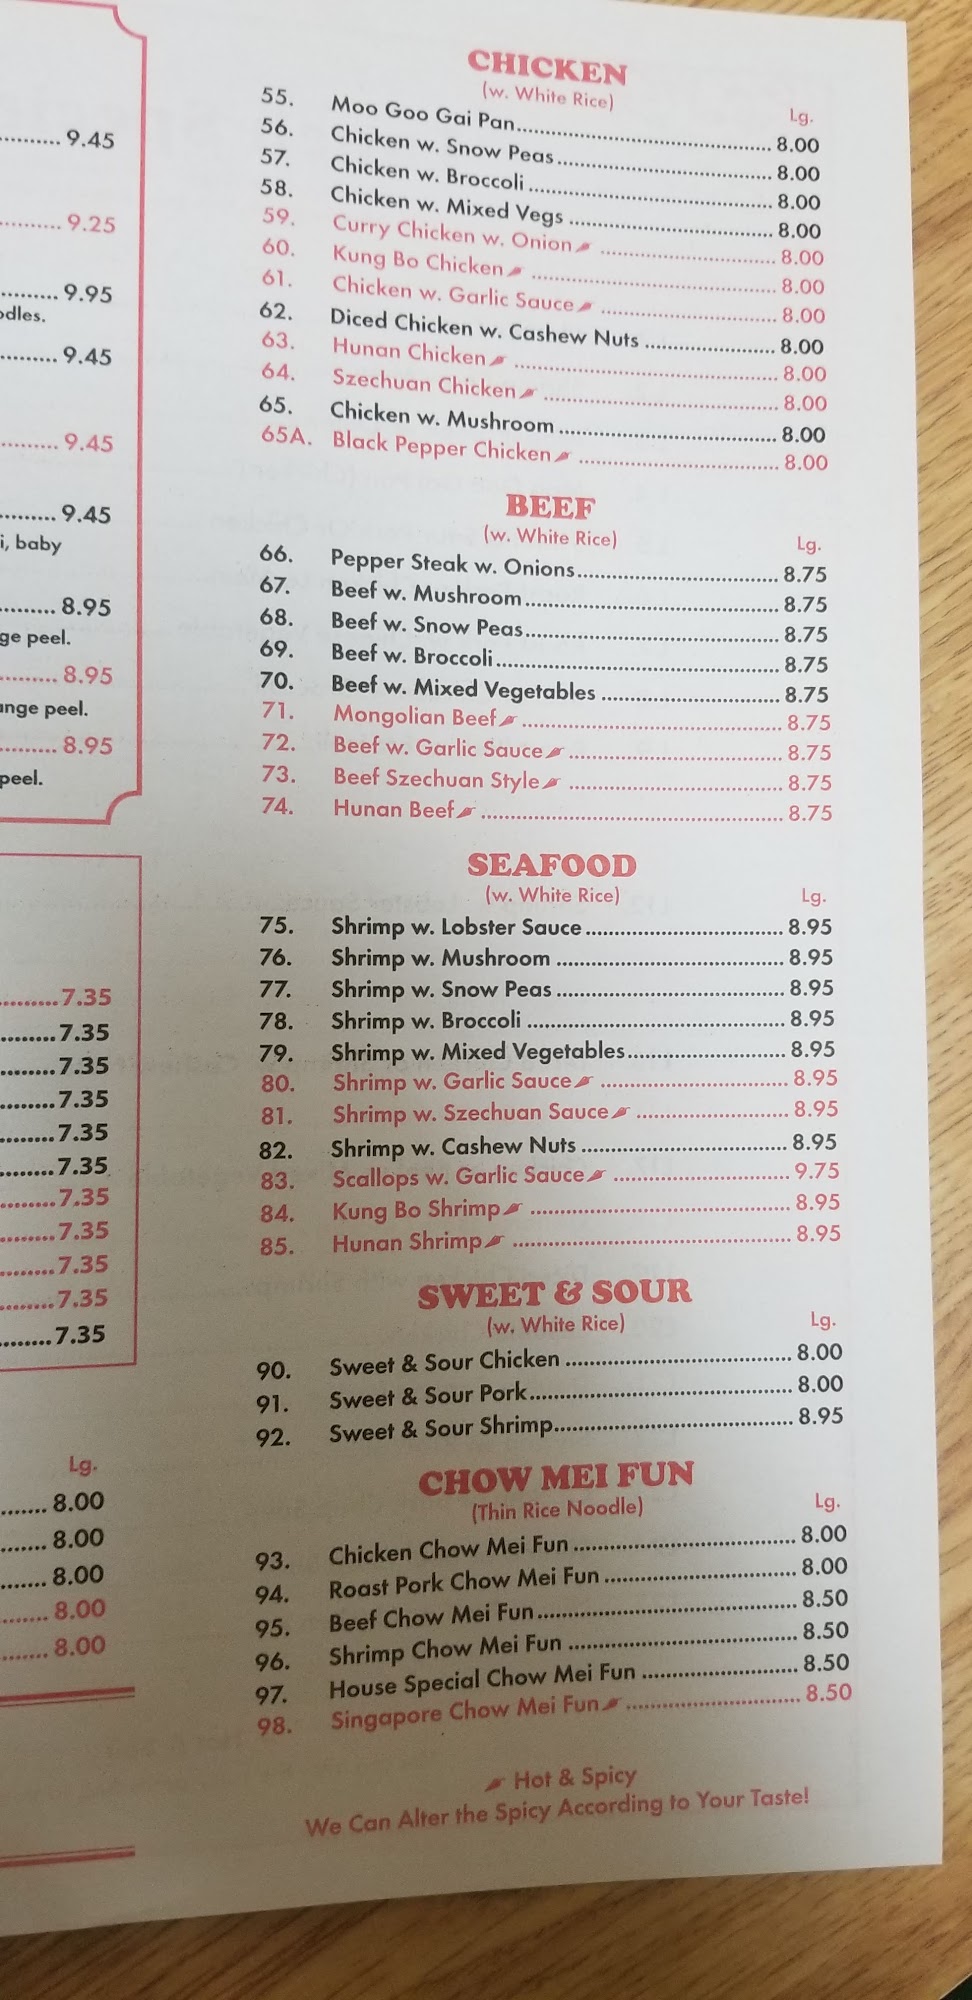 9.45
9.25
9.95
odles.
9.45
9.45
9.45
i, baby
8.95
ge peel.
8.95
ange peel.
8.95
peel.
7.35
7.35
7.35
7.35
7.35
7.35
7.35
7.35
7.35
7.35
7.35
Lg.
8.00
8.00
8.00
8.00
8.00
CHICKEN
(w. White Rice)
Lg.
55. Moo Goo Gai Pan 8.00
56. Chicken w. Snow Peas 8.00
57. Chicken w. Broccoli 8.00
58. Chicken w. Mixed Vegs 8.00
59. Curry Chicken w. Onion 8.00
60. Kung Bo Chicken 8.00
61. Chicken w. Garlic Sauce 8.00
62. Diced Chicken w. Cashew Nuts 8.00
63. Hunan Chicken 8.00
64. Szechuan Chicken 8.00
65. Chicken w. Mushroom 8.00
65A. Black Pepper Chicken 8.00
BEEF
(w. White Rice)
Lg.
66. Pepper Steak w. Onions 8.75
67. Beef w. Mushroom 8.75
68. Beef w. Snow Peas 8.75
69. Beef w. Broccoli 8.75
70. Beef w. Mixed Vegetables 8.75
71. Mongolian Beef 8.75
72. Beef w. Garlic Sauce 8.75
73. Beef Szechuan Style 8.75
74. Hunan Beef 8.75
SEAFOOD
(w. White Rice)
Lg.
75. Shrimp w. Lobster Sauce 8.95
76. Shrimp w. Mushroom 8.95
77. Shrimp w. Snow Peas 8.95
78. Shrimp w. Broccoli 8.95
79. Shrimp w. Mixed Vegetables 8.95
80. Shrimp w. Garlic Sauce 8.95
81. Shrimp w. Szechuan Sauce 8.95
82. Shrimp w. Cashew Nuts 8.95
83. Scallops w. Garlic Sauce 9.75
84. Kung Bo Shrimp 8.95
85. Hunan Shrimp 8.95
SWEET & SOUR
(w. White Rice)
Lg.
90. Sweet & Sour Chicken 8.00
91. Sweet & Sour Pork 8.00
92. Sweet & Sour Shrimp 8.95
CHOW MEI FUN
(Thin Rice Noodle)
Lg.
93. Chicken Chow Mei Fun 8.00
94. Roast Pork Chow Mei Fun 8.00
95. Beef Chow Mei Fun 8.50
96. Shrimp Chow Mei Fun 8.50
97. House Special Chow Mei Fun 8.50
98. Singapore Chow Mei Fun 8.50
Hot & Spicy
We Can Alter the Spicy According to Your Taste!